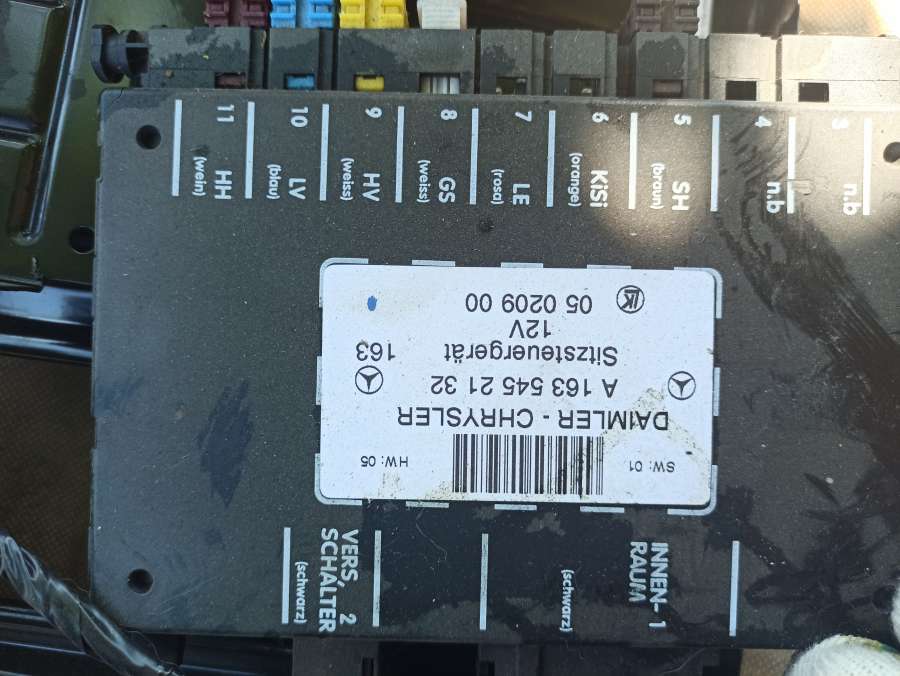 11
HH
(wein)
10
LV
(blau)
9
HV
(weiss)
8
GS
(weiss)
7
LE
(rosa)
6
KiSi
(orange)
5
SH
(braun)
4
n.b
3
n.b
SW: 01
HW: 05
DAIMLER - CHRYSLER
A 163 545 21 32
Sitzsteuergerät 163
12V
05 0209 00
VERS, 2
SCHALTER
(schwarz)
INNEN- 1
RAUM
(schwarz)